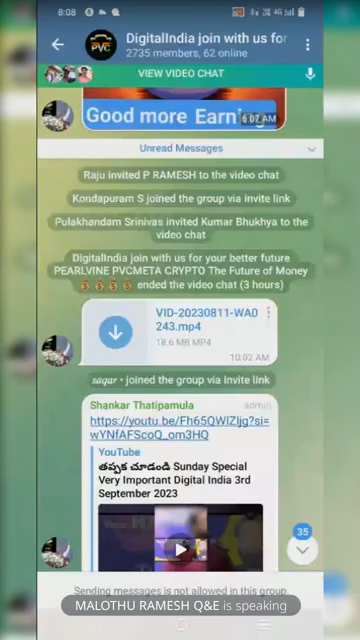 8:08
4G
DigitalIndia join with us for
2735 members, 62 online
PVC
VIEW VIDEO CHAT
Good more Earning
6:07 AM
Unread Messages
Raju invited P RAMESH to the video chat
Kondapuram S joined the group via invite link
Pulakhandam Srinivas invited Kumar Bhukhya to the
video chat
DigitalIndia join with us for your better future
PEARLVINE PVCMETA CRYPTO The Future of Money
💰💰💰💰 ended the video chat (3 hours)
VID-20230811-WA0
243.mp4
18.6 MB MP4
10:02 AM
saqar • joined the group via invite link
Shankar Thatipamula admin
https://youtu.be/Fh65QWlZIjg?si=
wYNfAFScoQ_om3HQ
YouTube
తప్పక చూడండి Sunday Special
Very Important Digital India 3rd
September 2023
35
Sending messages is not allowed in this group
MALOTHU RAMESH Q&E is speaking